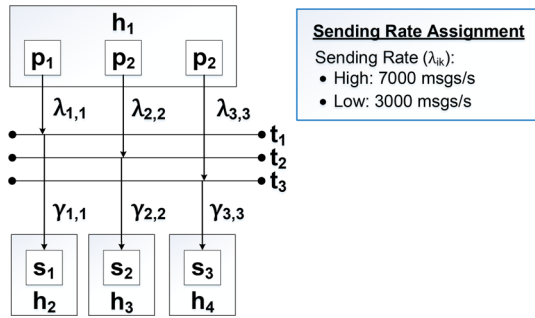 h₁
p₁ p₂ p₂
λ₁,₁ λ₂,₂ λ₃,₃
t₁
t₂
t₃
γ₁,₁ γ₂,₂ γ₃,₃
s₁ s₂ s₃
h₂ h₃ h₄
Sending Rate Assignment
Sending Rate (λᵢₖ):
• High: 7000 msgs/s
• Low: 3000 msgs/s